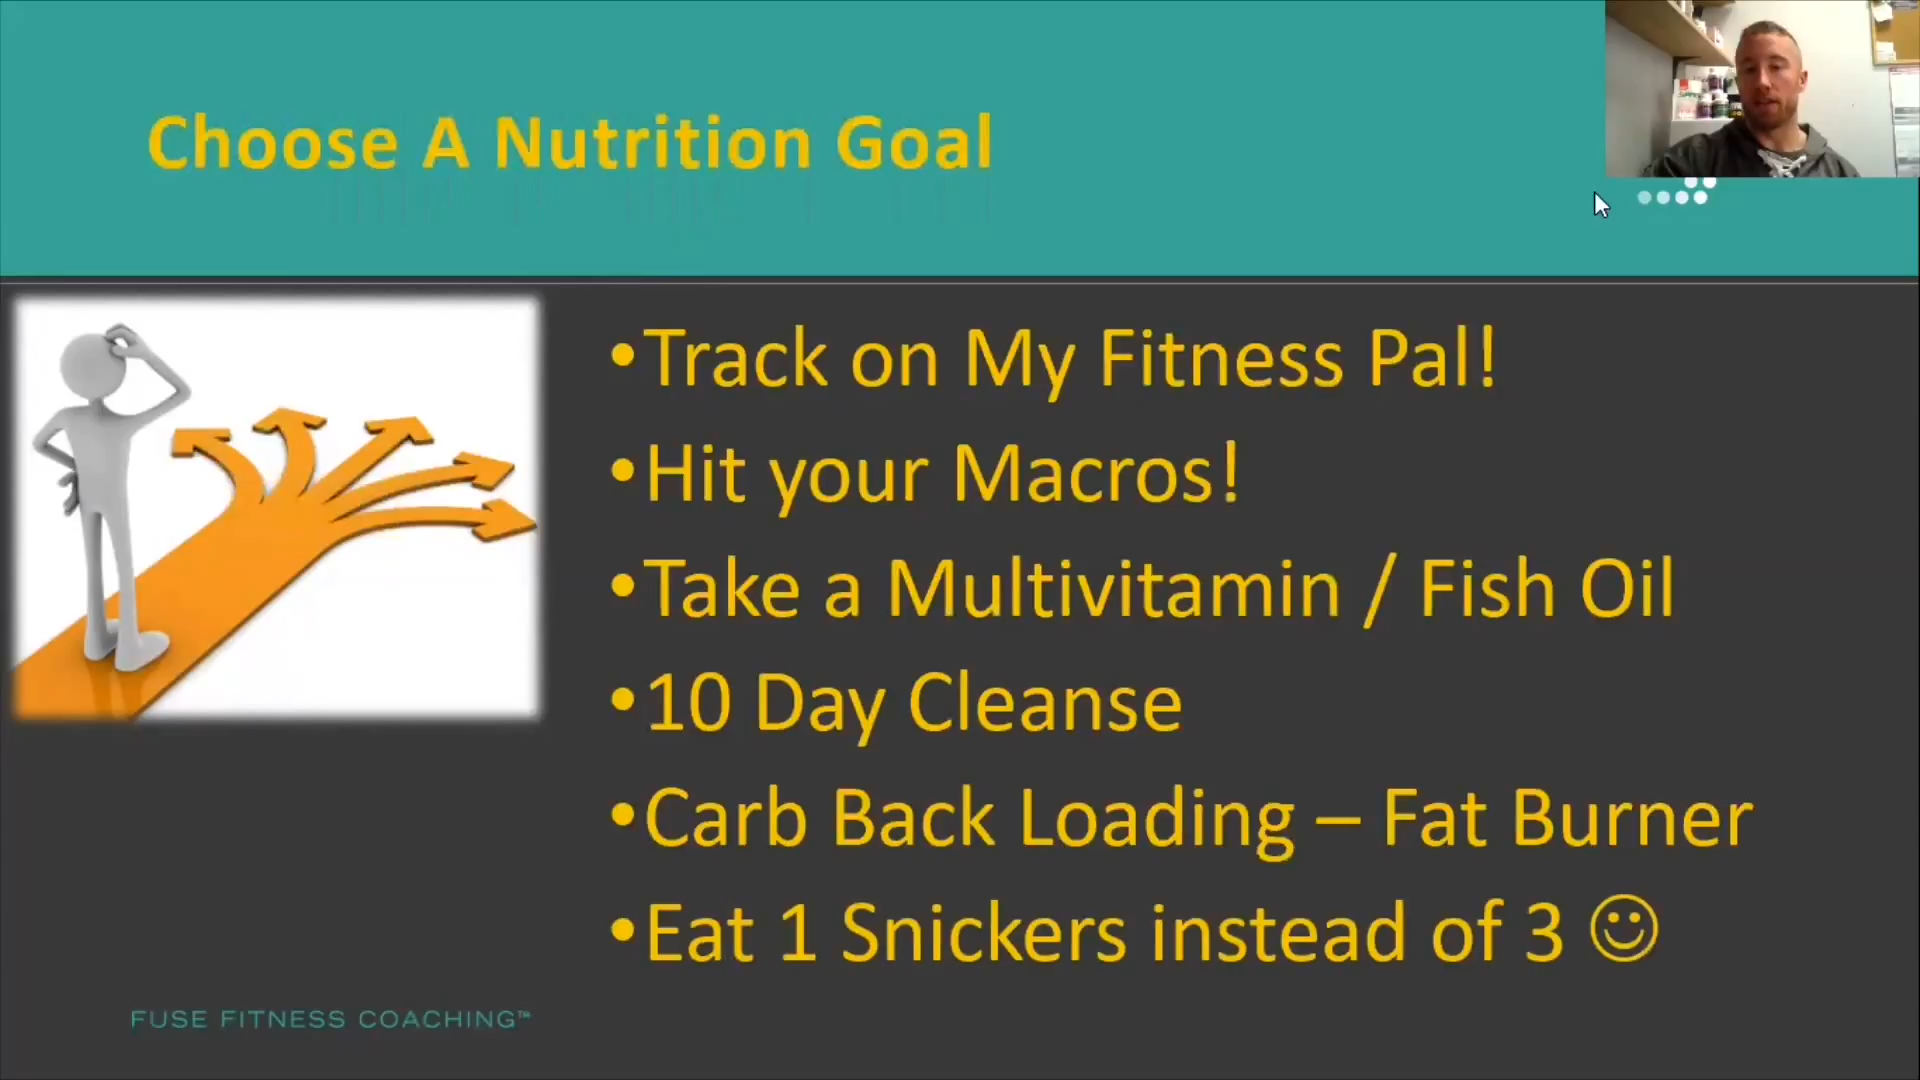 Choose A Nutrition Goal
•Track on My Fitness Pal!
•Hit your Macros!
•Take a Multivitamin / Fish Oil
•10 Day Cleanse
•Carb Back Loading – Fat Burner
•Eat 1 Snickers instead of 3 ☺
FUSE FITNESS COACHING™